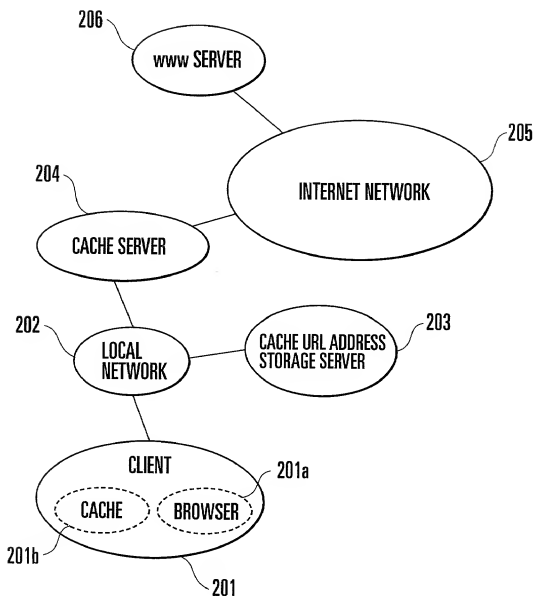 206
www SERVER
205
INTERNET NETWORK
204
CACHE SERVER
202
LOCAL
NETWORK
203
CACHE URL ADDRESS
STORAGE SERVER
CLIENT
201a
CACHE
BROWSER
201b
201